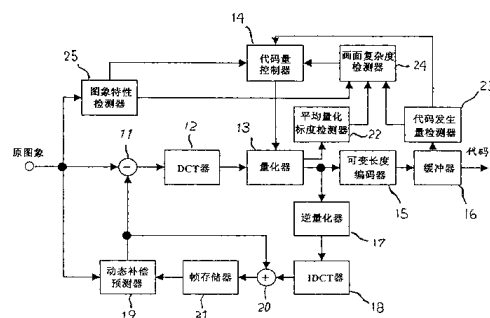 14
代码量
控制器
画面复杂度
检测器
24
25
图象特性
检测器
23
平均量化
标度检测器
22
代码发生
量检测器
原图象
11
12
DCT器
13
量化器
可变长度
编码器
15
缓冲器
16
代码
逆量化器
17
IDCT器
18
动态补偿
预测器
19
帧存储器
21
20